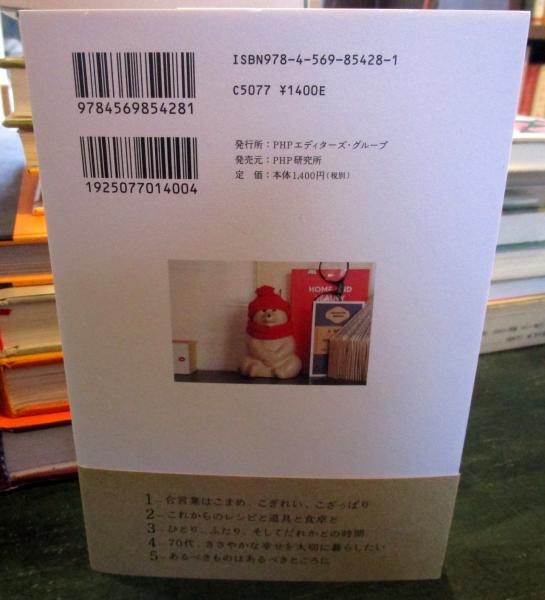 ISBN978-4-569-85428-1
C5077 ¥1400E
9784569854281
発行所：PHPエディターズ・グループ
発売元：PHP研究所
定　価：本体1,400円(税別)
1925077014004
HOME AND
BEAUTY
1 合言葉はこまめ、こぎれい、こざっぱり
2 これからのレシピと道具と食卓と
3 ひとり、ふたり、そしてだれかとの時間
4 70代、ささやかな幸せを大切に暮らしたい
5 あるべきものはあるべきところに